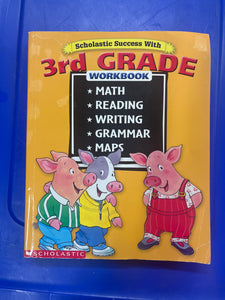 Scholastic Success With
3rd GRADE
WORKBOOK
★ MATH
★ READING
★ WRITING
★ GRAMMAR
★ MAPS
SCHOLASTIC